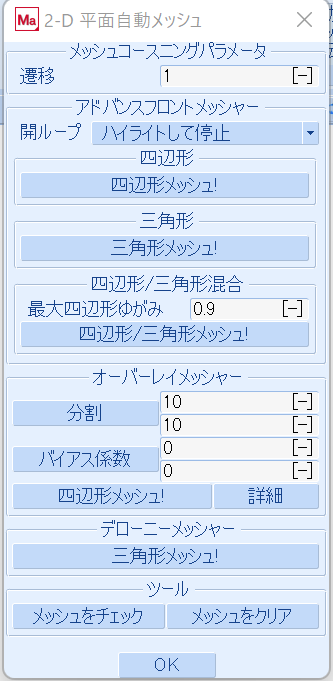 Ma 2-D 平面自動メッシュ
メッシュコースニングパラメータ
遷移 1 [-]
アドバンスフロントメッシャー
開ループ ハイライトして停止
四辺形
四辺形メッシュ!
三角形
三角形メッシュ!
四辺形/三角形混合
最大四辺形ゆがみ 0.9 [-]
四辺形/三角形メッシュ!
オーバーレイメッシャー
分割 10 [-]
10 [-]
バイアス係数 0 [-]
0 [-]
四辺形メッシュ! 詳細
デローニーメッシャー
三角形メッシュ!
ツール
メッシュをチェック メッシュをクリア
OK